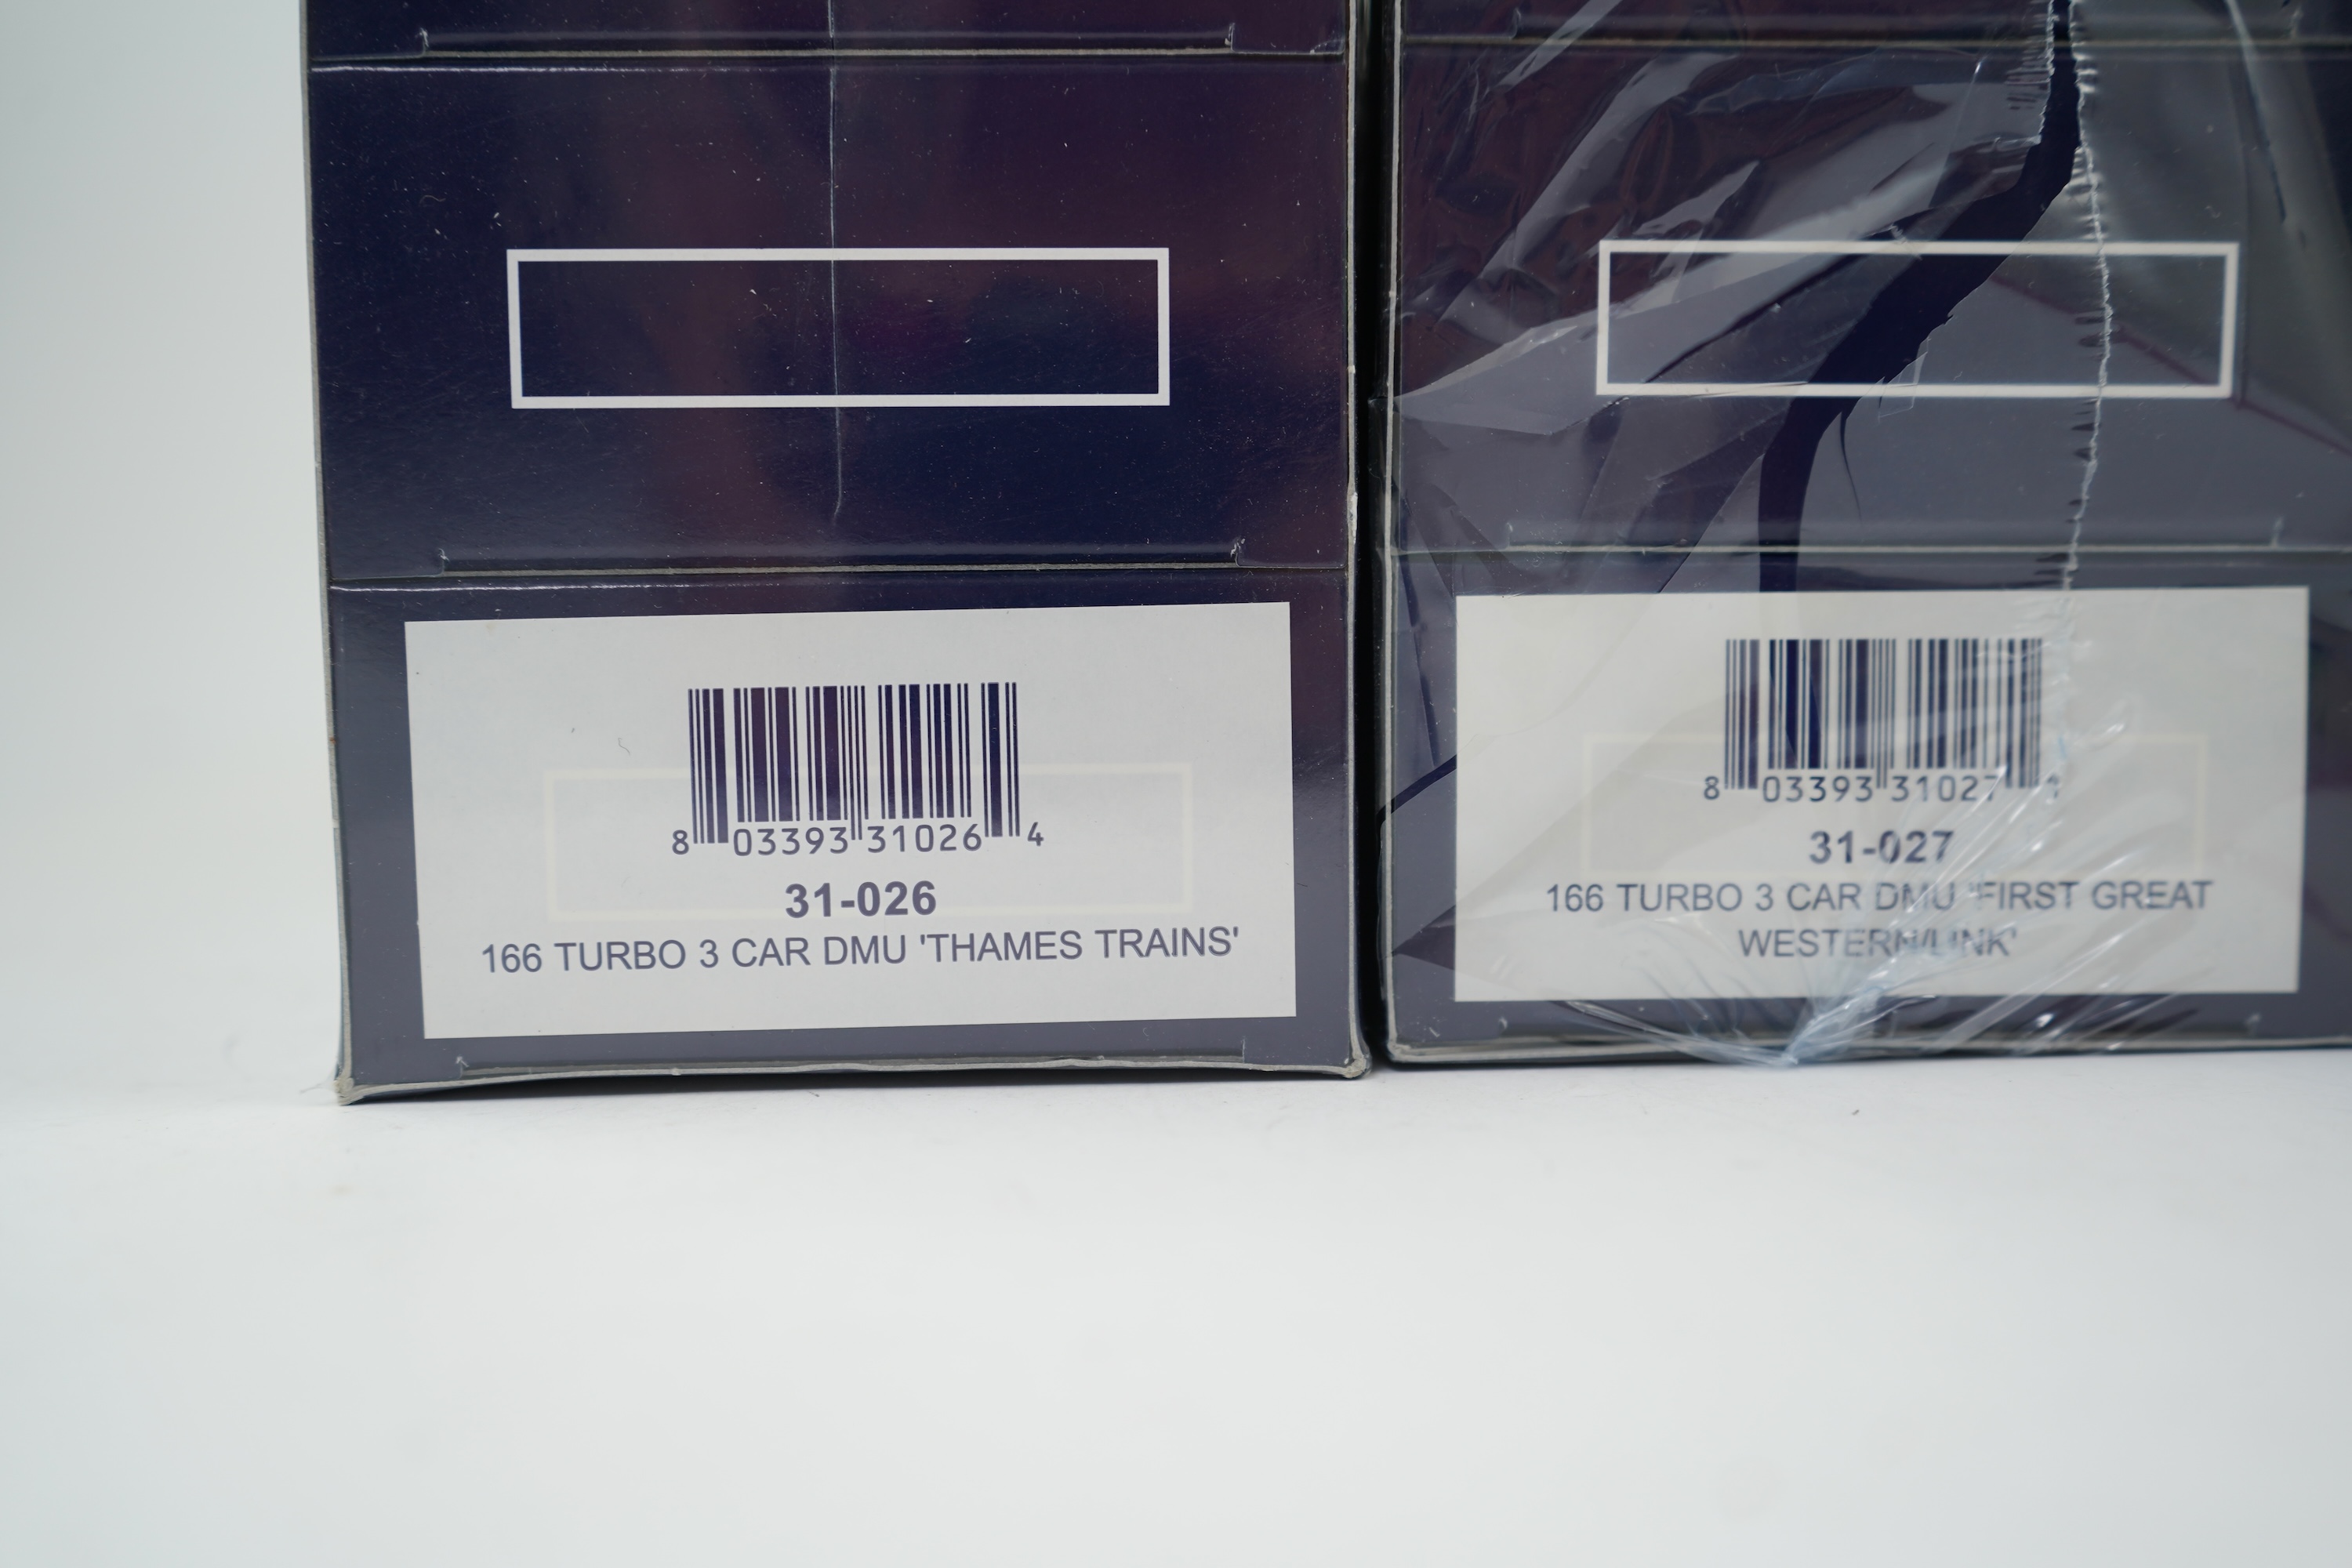 8 03393 31026 4
31-026
166 TURBO 3 CAR DMU 'THAMES TRAINS'
8 03393 31027 1
31-027
166 TURBO 3 CAR DMU 'FIRST GREAT
WESTERN/LINK'